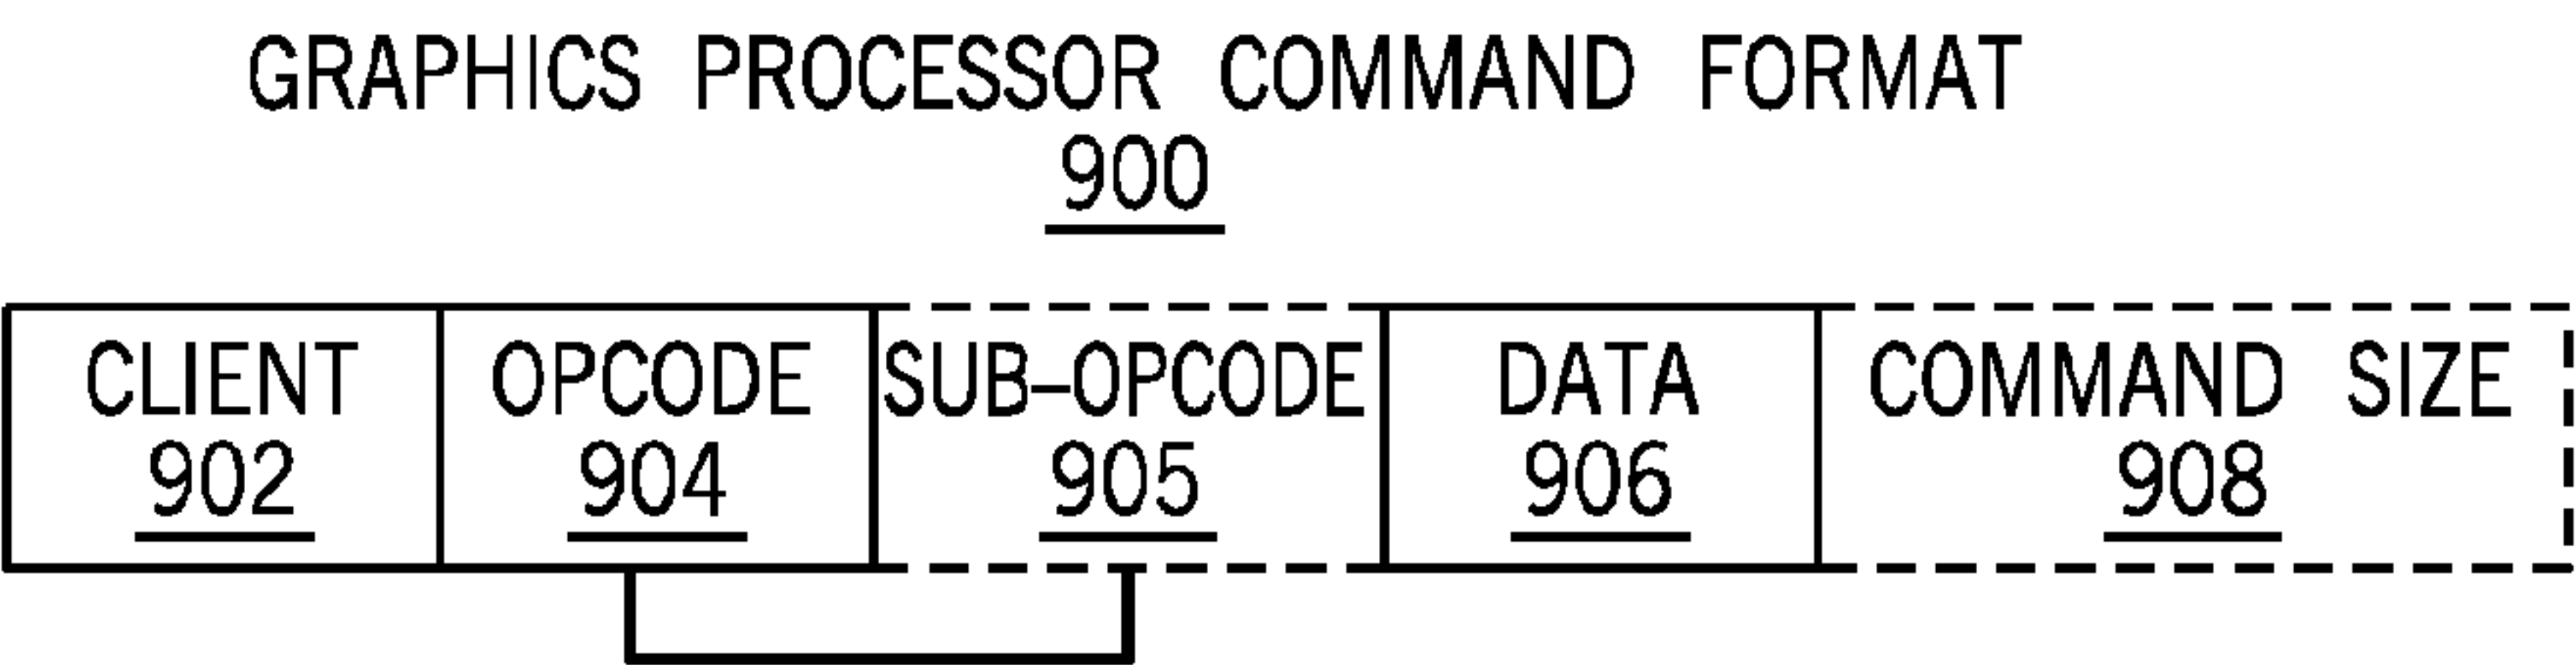 GRAPHICS PROCESSOR COMMAND FORMAT
900
CLIENT OPCODE SUB-OPCODE DATA COMMAND SIZE
902 904 905 906 908